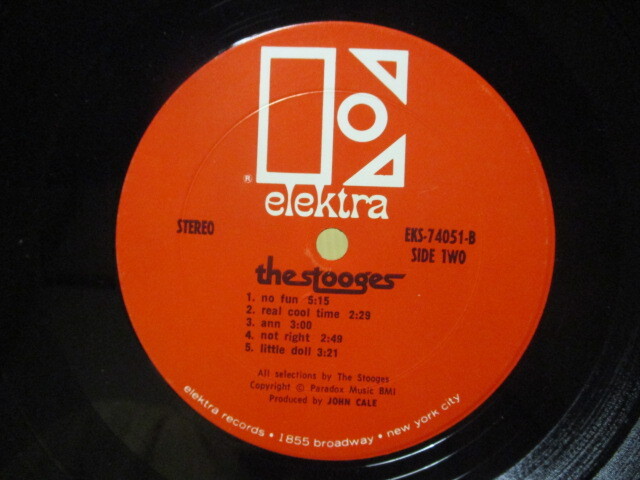 ®
elektra
STEREO
EKS-74051-B
SIDE TWO
the stooges
1. no fun 5:15
2. real cool time 2:29
3. ann 3:00
4. not right 2:49
5. little doll 3:21
All selections by The Stooges
Copyright © Paradox Music BMI
Produced by JOHN CALE
elektra records • 1855 broadway • new york city